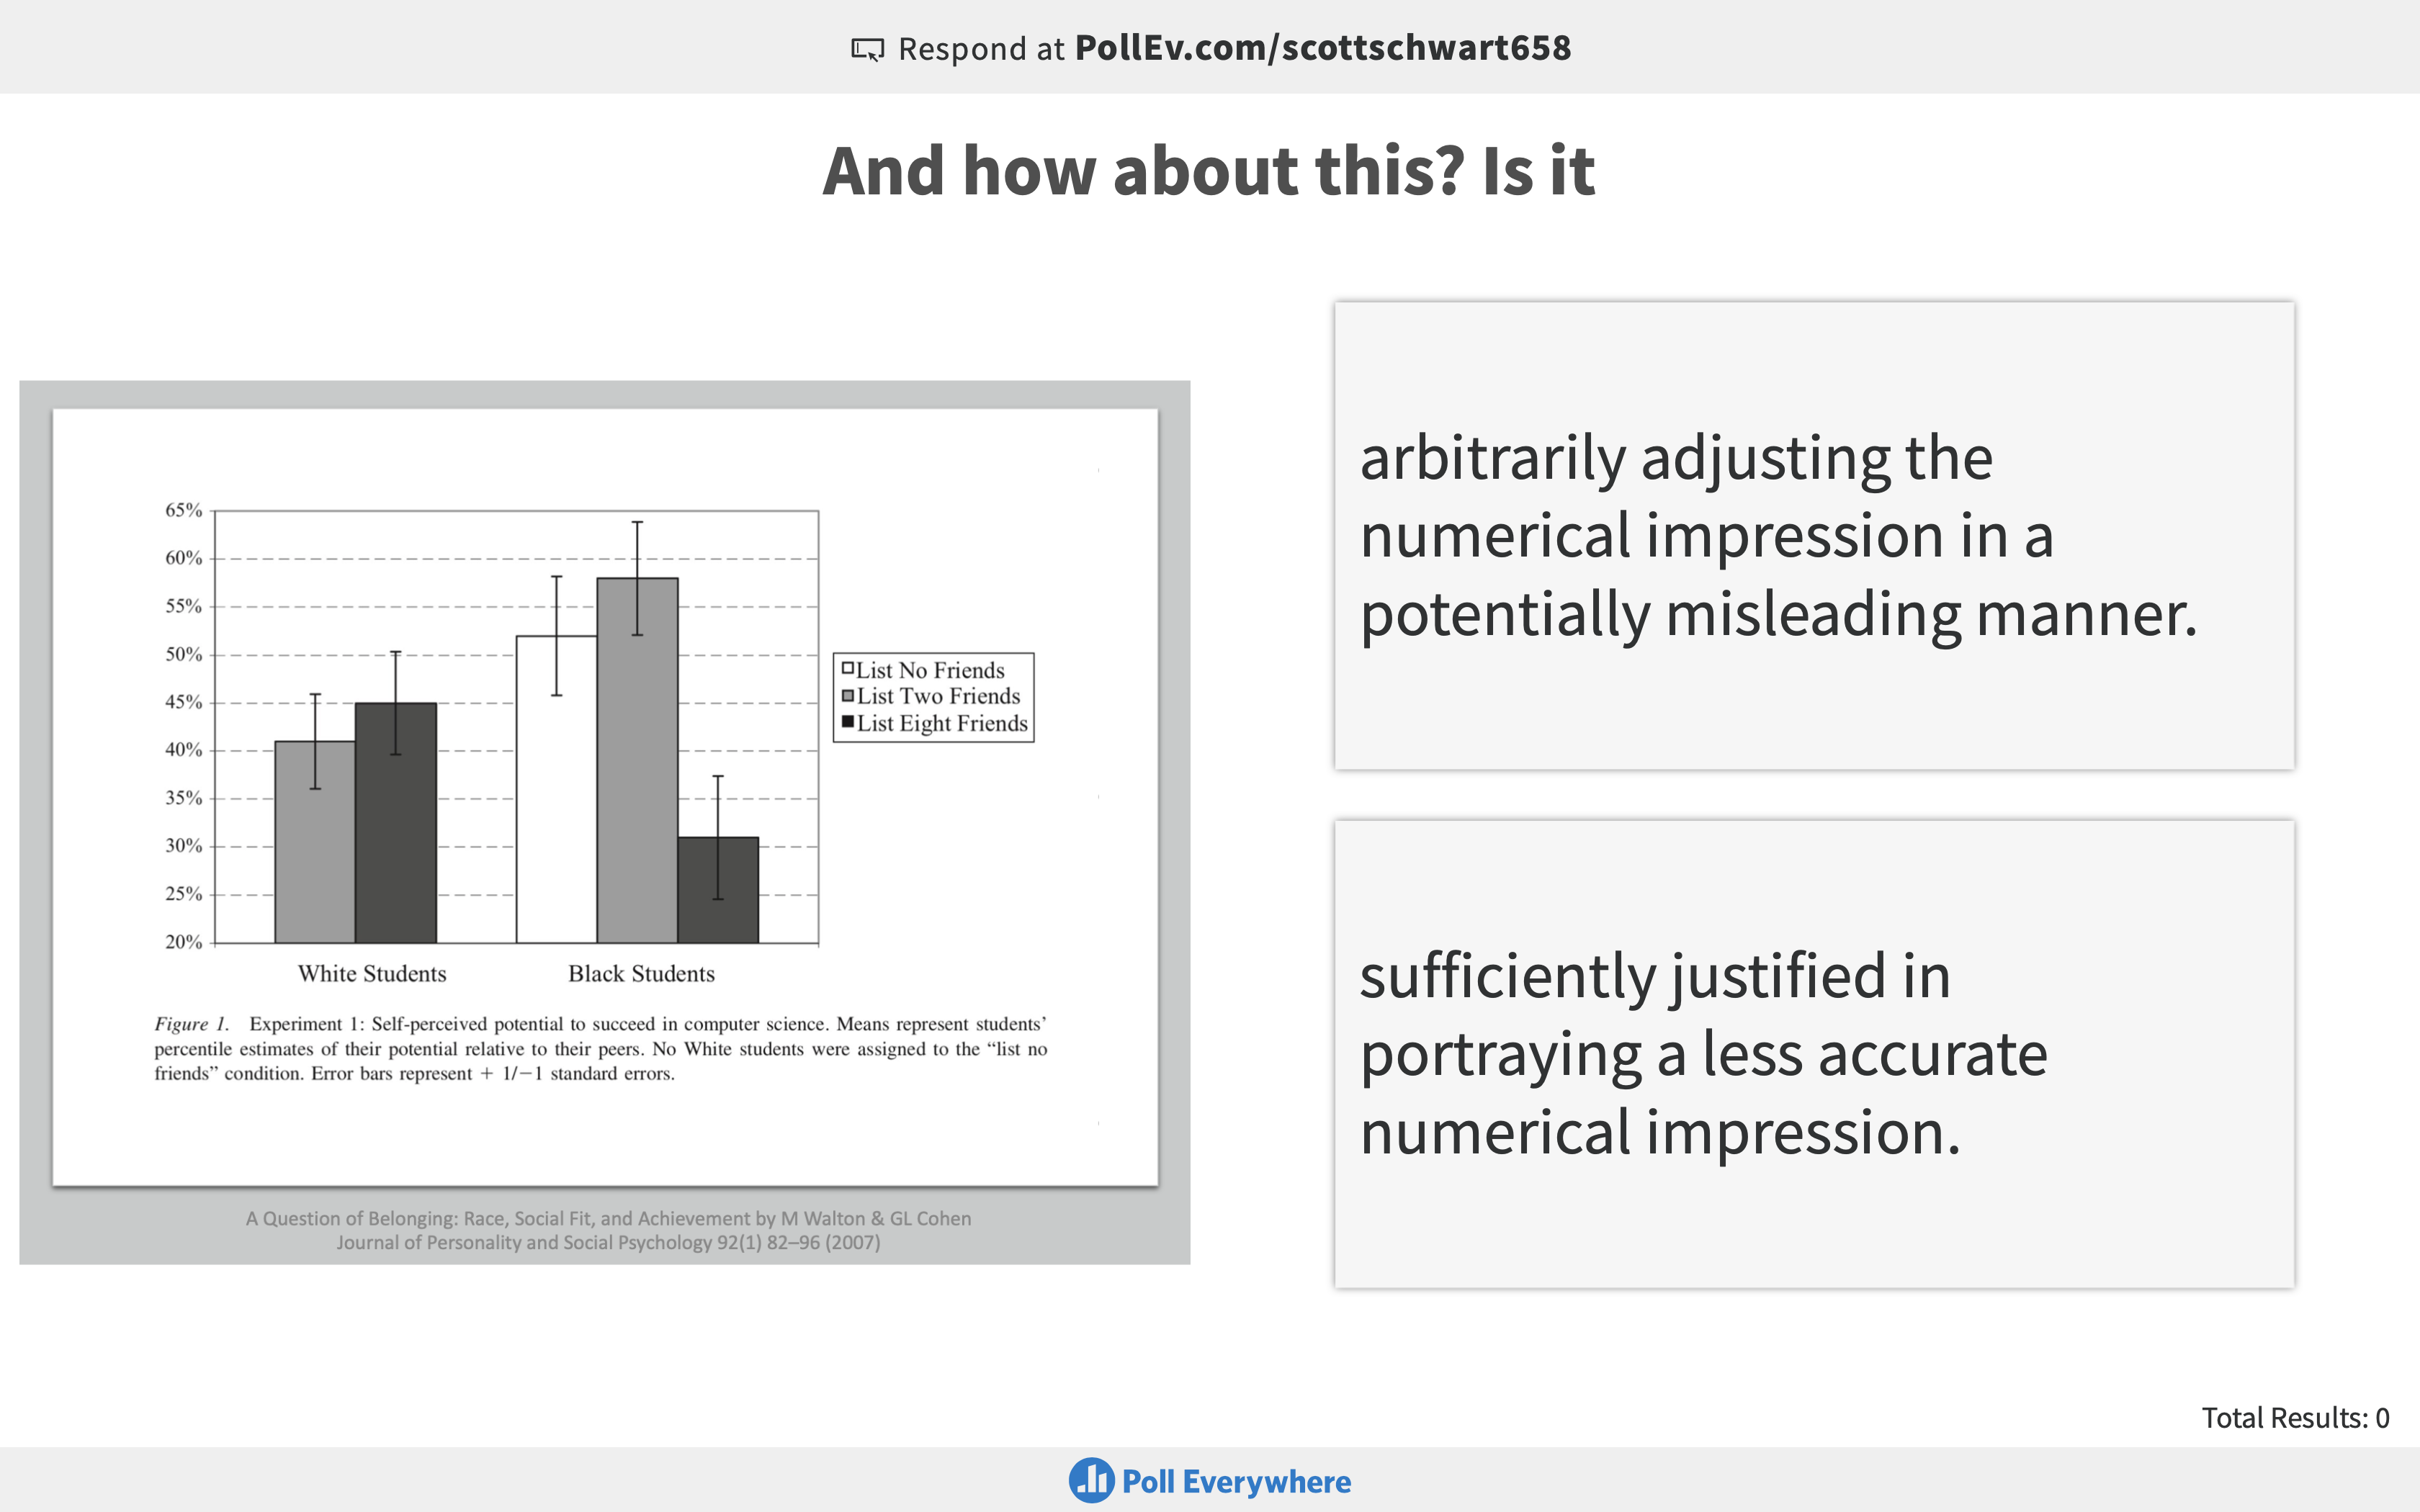 Respond at PollEv.com/scottschwart658
And how about this? Is it
65%
60%
55%
50%
45%
40%
35%
30%
25%
20%
White Students
Black Students
List No Friends
List Two Friends
List Eight Friends
Figure 1. Experiment 1: Self-perceived potential to succeed in computer science. Means represent students'
percentile estimates of their potential relative to their peers. No White students were assigned to the “list no
friends” condition. Error bars represent + 1/−1 standard errors.
A Question of Belonging: Race, Social Fit, and Achievement by M Walton & GL Cohen
Journal of Personality and Social Psychology 92(1) 82–96 (2007)
arbitrarily adjusting the
numerical impression in a
potentially misleading manner.
sufficiently justified in
portraying a less accurate
numerical impression.
Total Results: 0
Poll Everywhere